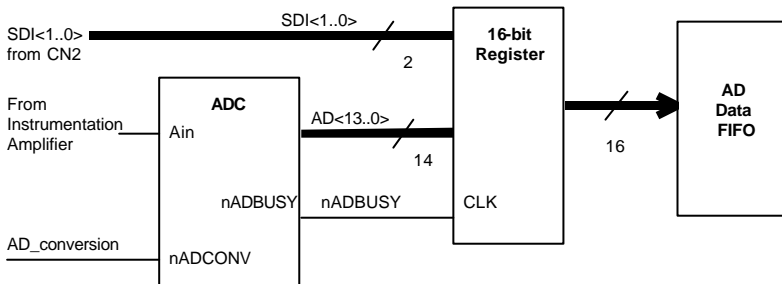 SDI<1..0>
from CN2
SDI<1..0>
2
16-bit
Register
From
Instrumentation
Amplifier
ADC
Ain
AD<13..0>
14
16
AD
Data
FIFO
nADBUSY
nADBUSY
CLK
AD_conversion
nADCONV